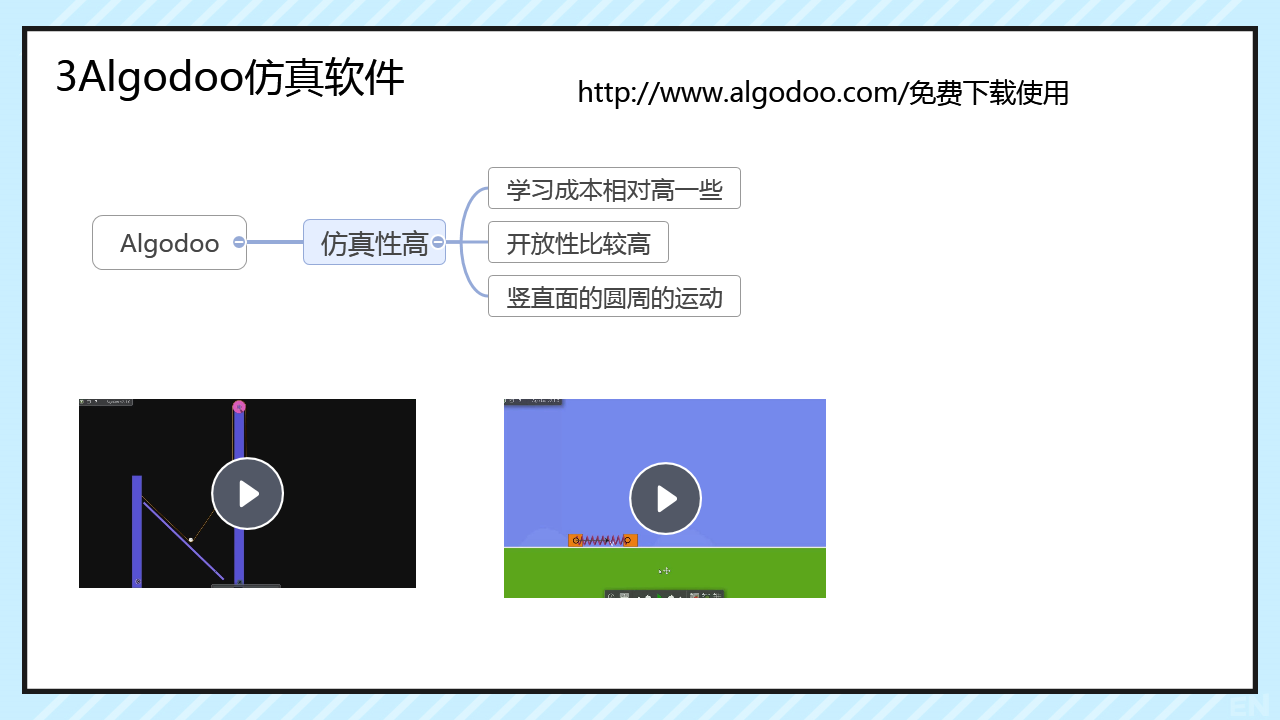 3Algodoo仿真软件
http://www.algodoo.com/免费下载使用
Algodoo
仿真性高
学习成本相对高一些
开放性比较高
竖直面的圆周的运动
EN